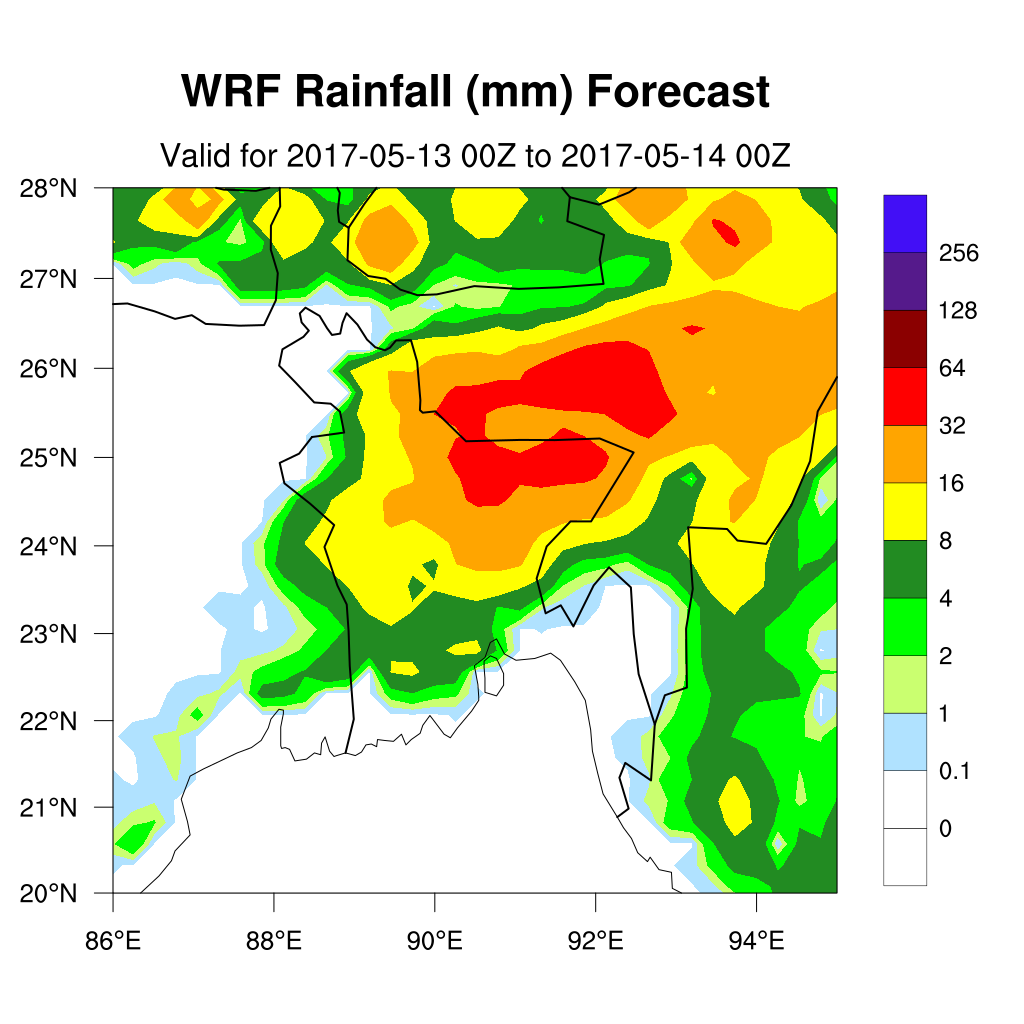 WRF Rainfall (mm) Forecast
Valid for 2017-05-13 00Z to 2017-05-14 00Z
28°N
27°N
26°N
25°N
24°N
23°N
22°N
21°N
20°N
86°E 88°E 90°E 92°E 94°E
256
128
64
32
16
8
4
2
1
0.1
0